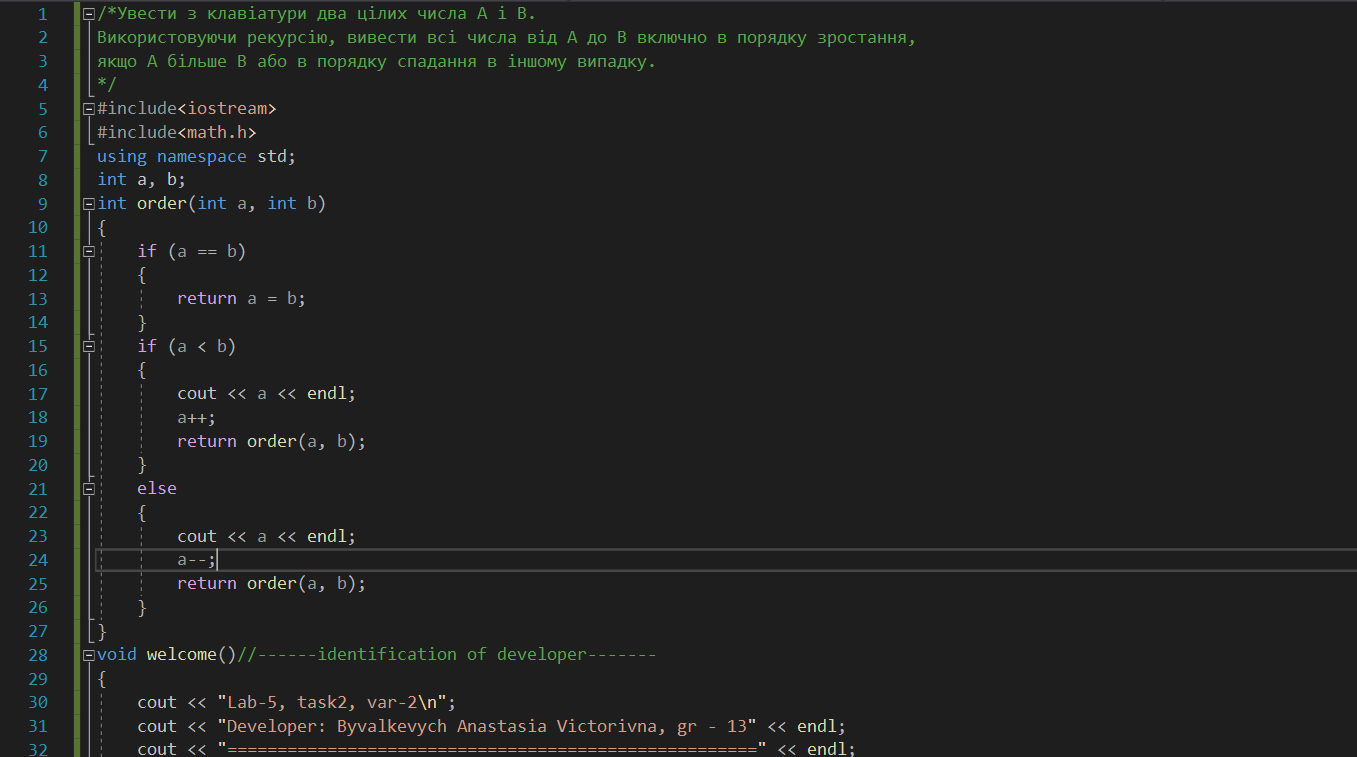 1 /*Увести з клавіатури два цілих числа А і В.
2 Використовуючи рекурсію, вивести всі числа від А до В включно в порядку зростання,
3 якщо А більше В або в порядку спадання в іншому випадку.
4 */
5 #include<iostream>
6 #include<math.h>
7 using namespace std;
8 int a, b;
9 int order(int a, int b)
10 {
11     if (a == b)
12     {
13         return a = b;
14     }
15     if (a < b)
16     {
17         cout << a << endl;
18         a++;
19         return order(a, b);
20     }
21     else
22     {
23         cout << a << endl;
24         a--;
25         return order(a, b);
26     }
27 }
28 void welcome()//------identification of developer-------
29 {
30     cout << "Lab-5, task2, var-2\n";
31     cout << "Developer: Byvalkevych Anastasia Victorivna, gr - 13" << endl;
32     cout << "=====================================================" << endl;